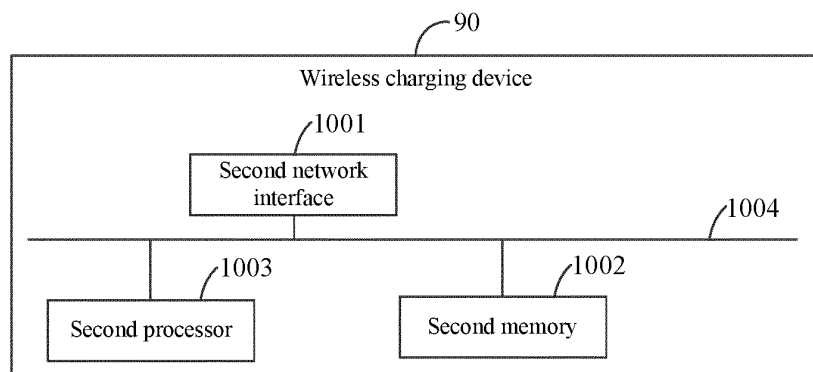 90
Wireless charging device
1001
Second network
interface
1004
1003
1002
Second processor
Second memory